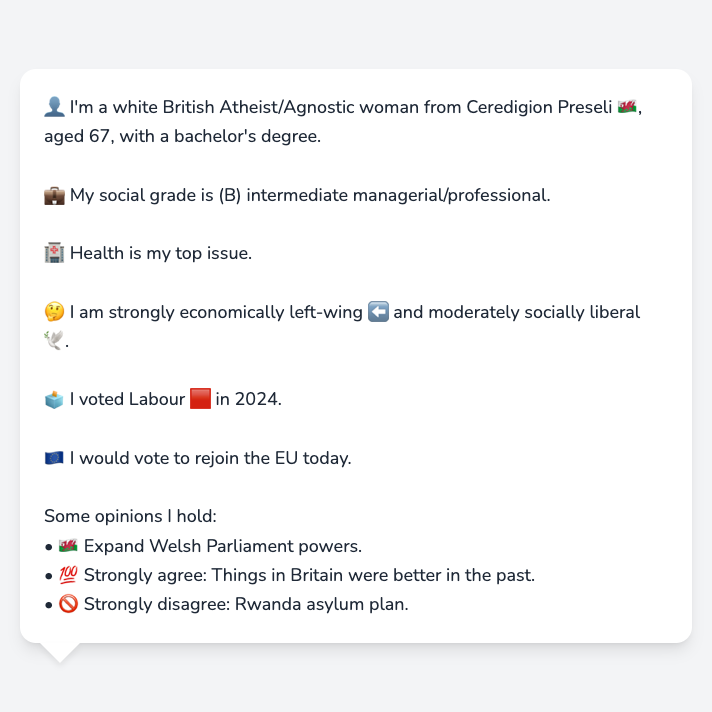 👤 I'm a white British Atheist/Agnostic woman from Ceredigion Preseli 🏴󠁧󠁢󠁷󠁬󠁳󠁿,
aged 67, with a bachelor's degree.
💼 My social grade is (B) intermediate managerial/professional.
🏥 Health is my top issue.
🤔 I am strongly economically left-wing ⬅️ and moderately socially liberal
🕊️.
🗳️ I voted Labour 🟥 in 2024.
🇪🇺 I would vote to rejoin the EU today.
Some opinions I hold:
• 🏴󠁧󠁢󠁷󠁬󠁳󠁿 Expand Welsh Parliament powers.
• 💯 Strongly agree: Things in Britain were better in the past.
• 🚫 Strongly disagree: Rwanda asylum plan.